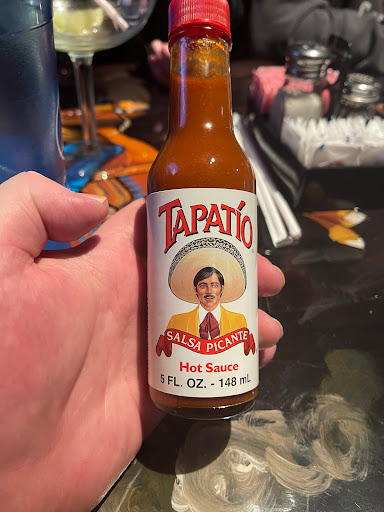 TAPATÍO
SALSA PICANTE
Hot Sauce
5 FL. OZ. - 148 mL